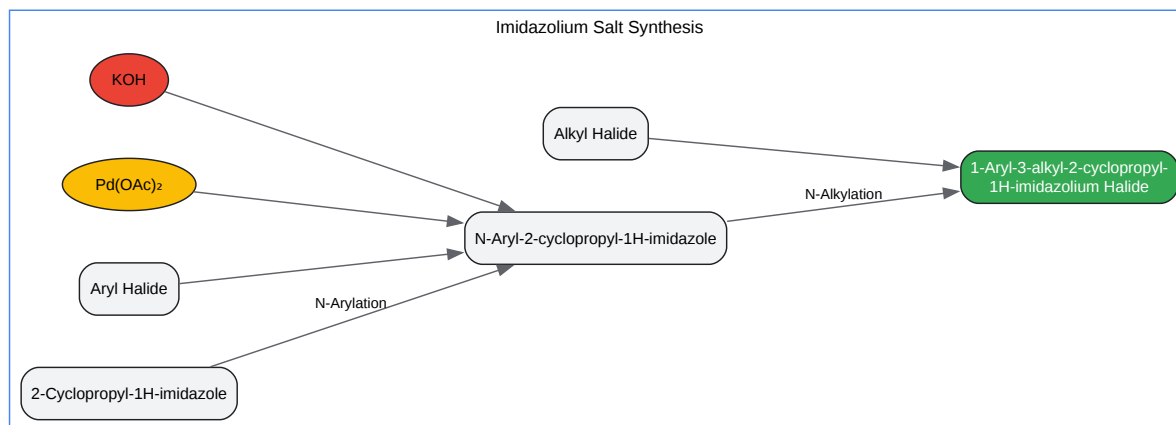 Imidazolium Salt Synthesis
KOH
Pd(OAc)₂
Aryl Halide
2-Cyclopropyl-1H-imidazole
N-Arylation
Alkyl Halide
N-Aryl-2-cyclopropyl-1H-imidazole
N-Alkylation
1-Aryl-3-alkyl-2-cyclopropyl-
1H-imidazolium Halide